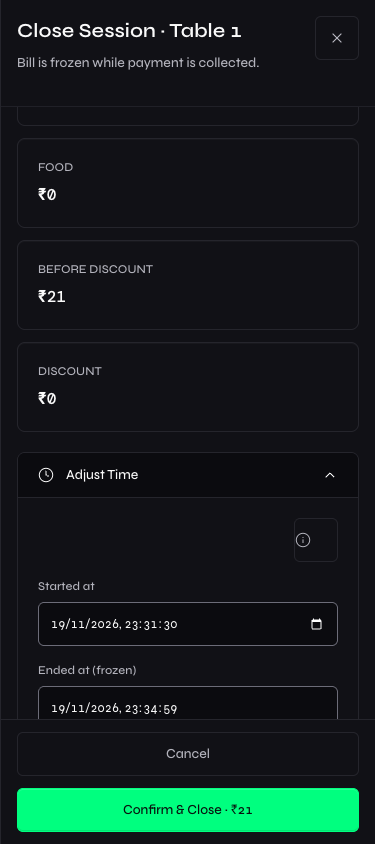 Close Session · Table 1
Bill is frozen while payment is collected.
FOOD
₹0
BEFORE DISCOUNT
₹21
DISCOUNT
₹0
Adjust Time
Started at
19/11/2026, 23:31:30
Ended at (frozen)
19/11/2026, 23:34:59
Cancel
Confirm & Close · ₹21